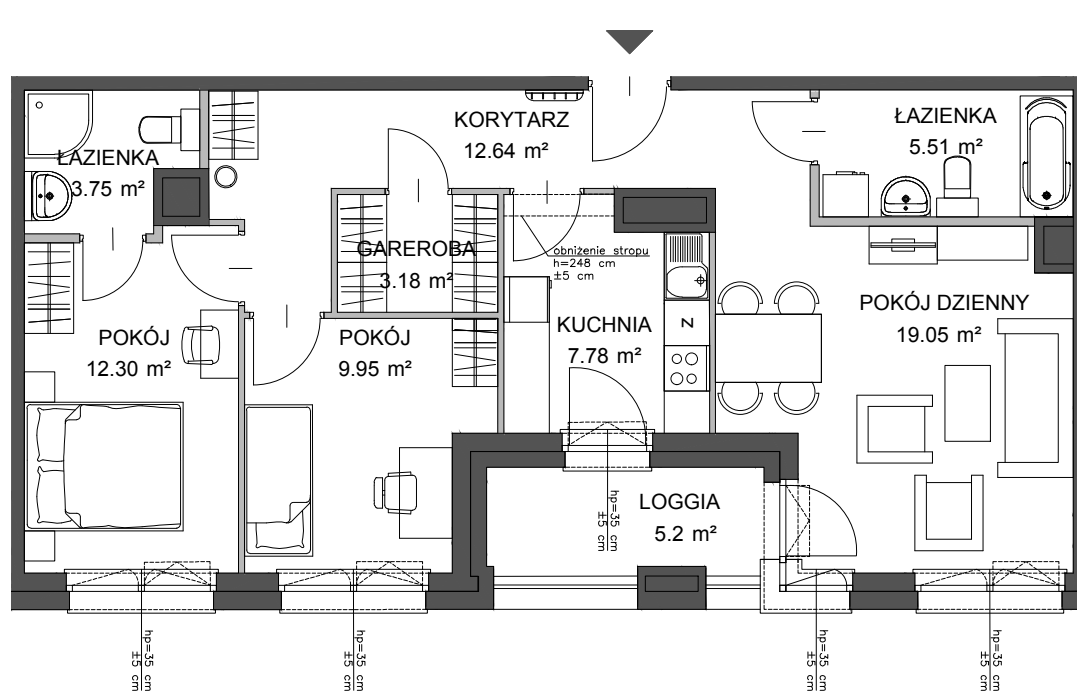 KORYTARZ
12.64 m²
ŁAZIENKA
5.51 m²
ŁAZIENKA
3.75 m²
GAREROBA
3.18 m²
obniżenie stropu
h=248 cm
±5 cm
POKÓJ
12.30 m²
POKÓJ
9.95 m²
KUCHNIA
7.78 m²
N
POKÓJ DZIENNY
19.05 m²
LOGGIA
5.2 m²
hp=35 cm
±5 cm
hp=35 cm
±5 cm
hp=35 cm
±5 cm
hp=35 cm
±5 cm
hp=35 cm
±5 cm